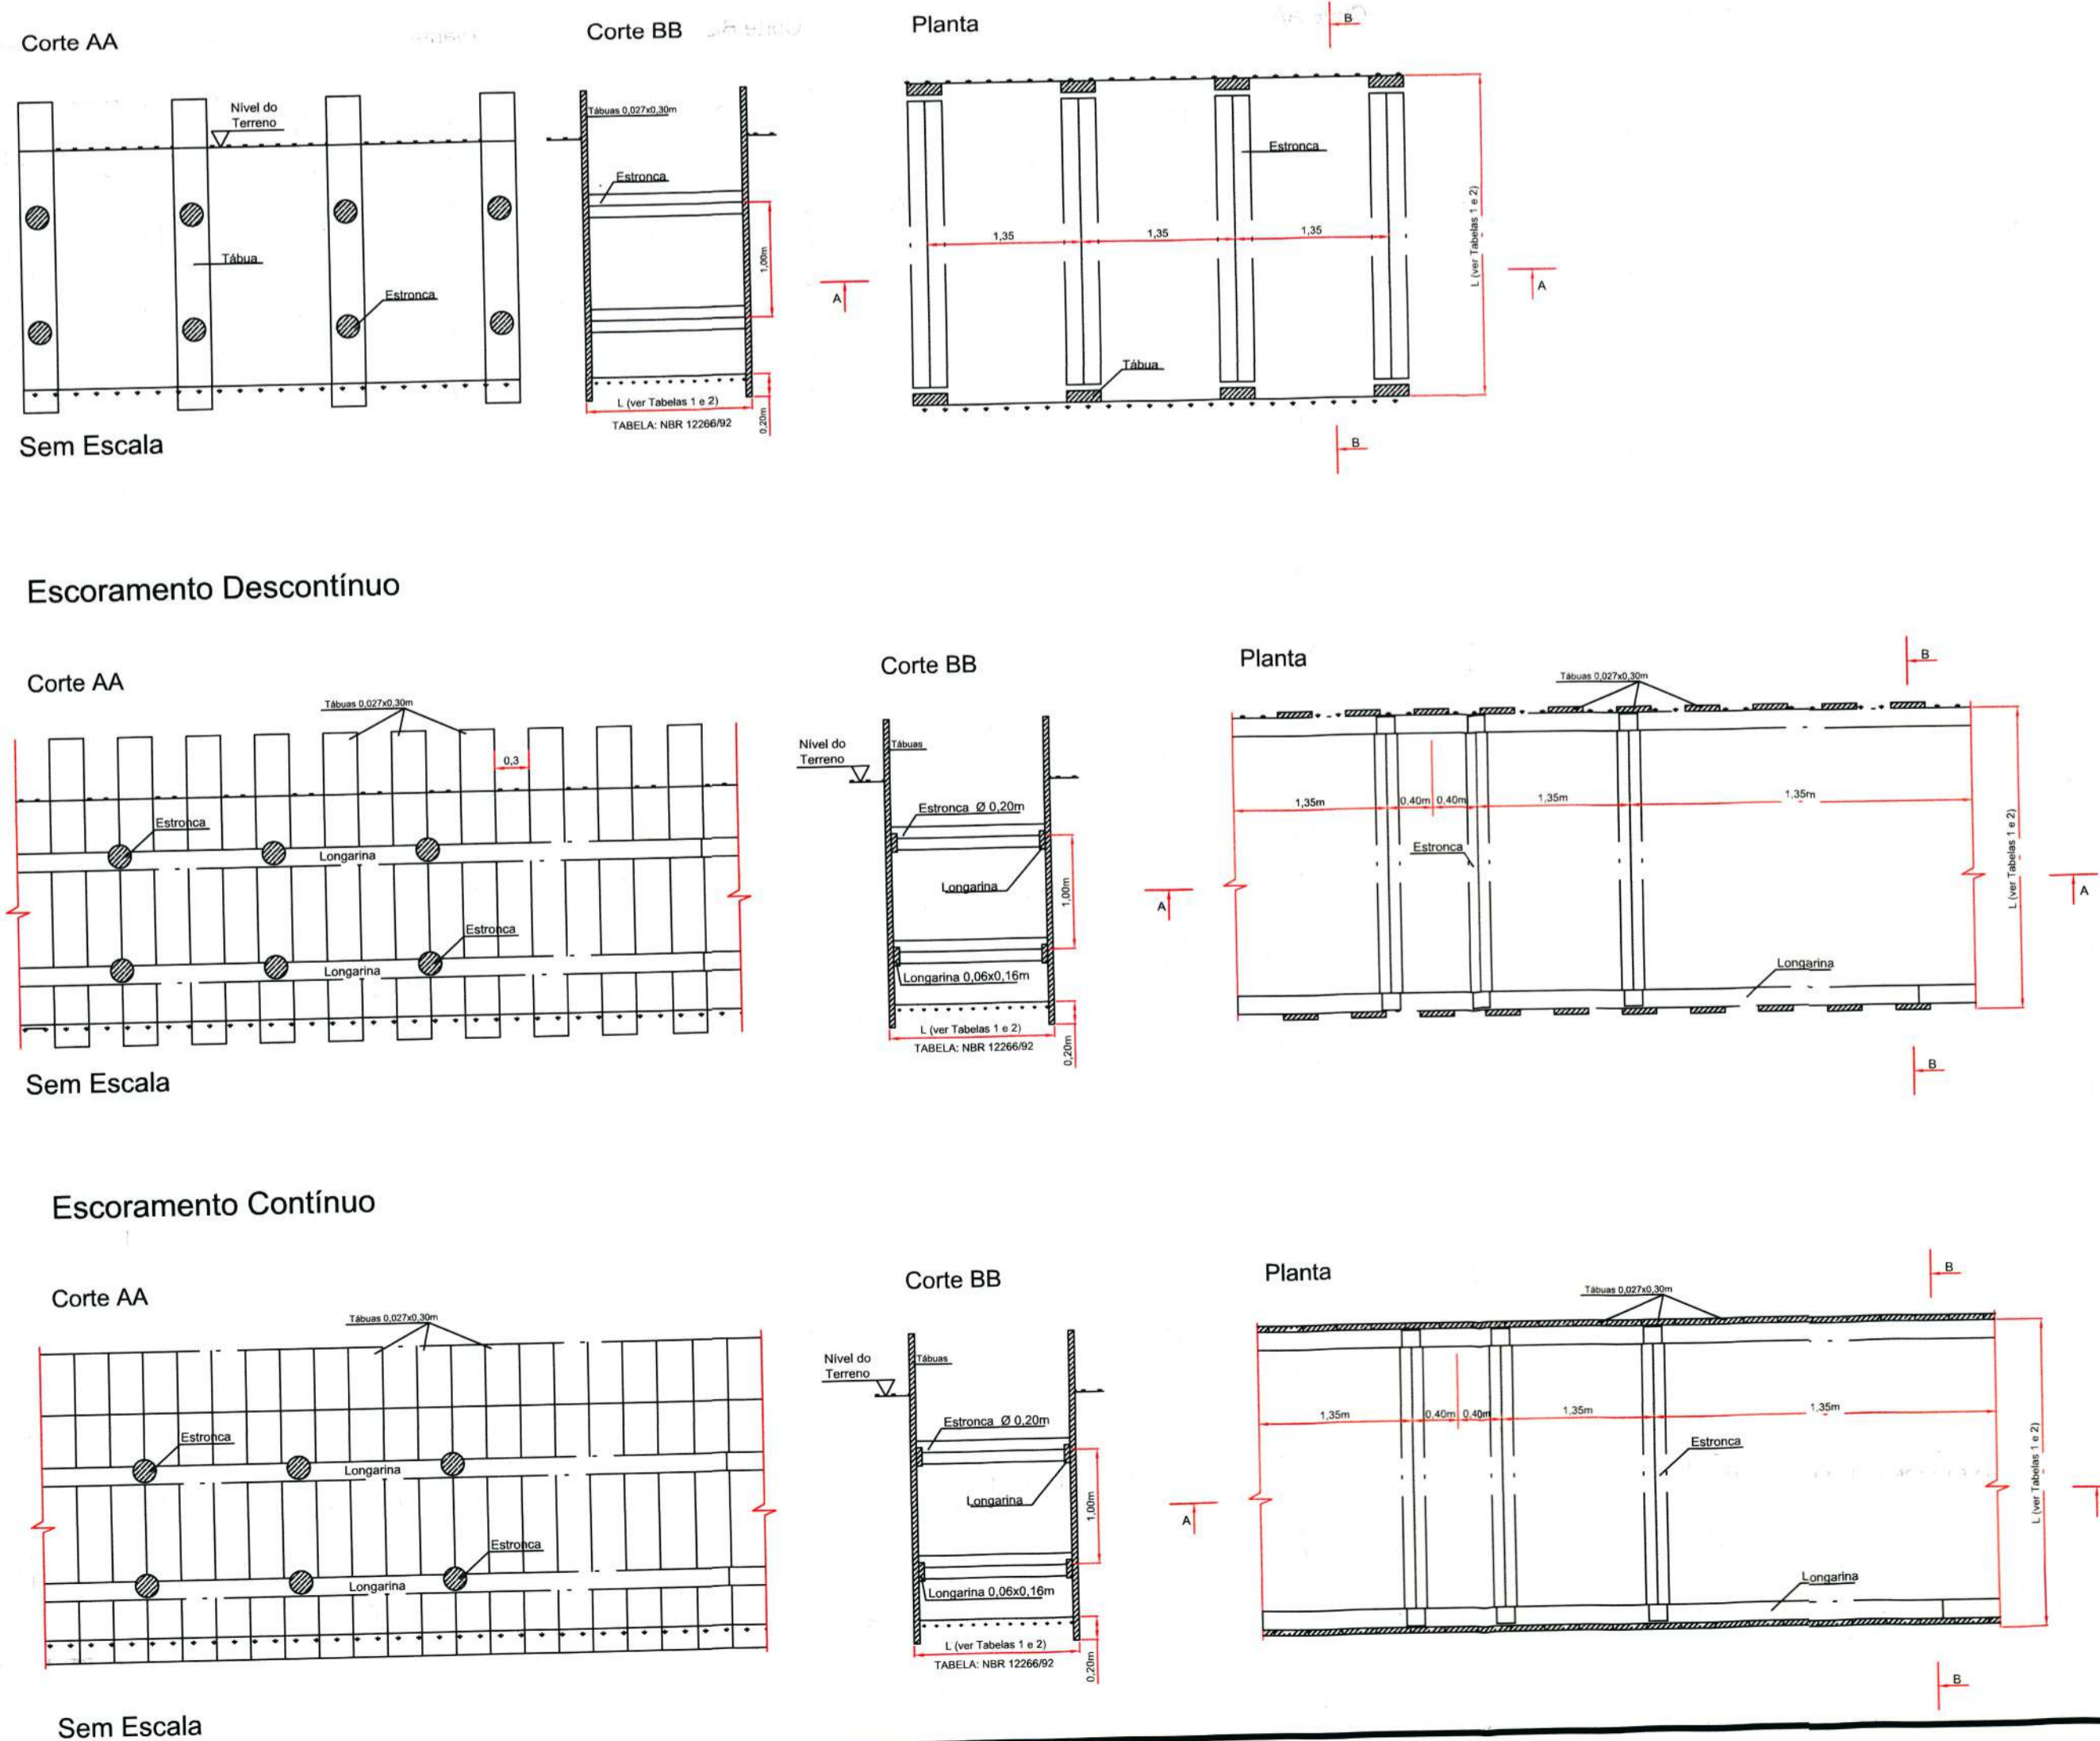 Corte AA
Corte BB
Planta
B
Nível do
Terreno
Tábuas 0,027x0,30m
Estronca
Estronca
Tábua
Estronca
1,00m
1,35
1,35
1,35
L (ver Tabelas 1 e 2)
A
A
Tábua
L (ver Tabelas 1 e 2)
0,20m
TABELA: NBR 12266/92
B
Sem Escala
Escoramento Descontínuo
Corte AA
Corte BB
Planta
B
Tábuas 0,027x0,30m
Tábuas 0,027x0,30m
0,3
Nível do
Terreno
Tábuas
Estronca
Estronca Ø 0,20m
1,35m
0,40m
0,40m
1,35m
1,35m
Longarina
Estronca
Longarina
1,00m
L (ver Tabelas 1 e 2)
A
A
Estronca
Longarina
Longarina 0,06x0,16m
Longarina
L (ver Tabelas 1 e 2)
0,20m
TABELA: NBR 12266/92
B
Sem Escala
Escoramento Contínuo
Corte AA
Corte BB
Planta
B
Tábuas 0,027x0,30m
Tábuas 0,027x0,30m
Nível do
Terreno
Tábuas
Estronca
Estronca Ø 0,20m
1,35m
0,40m
0,40m
1,35m
1,35m
Longarina
Estronca
Longarina
1,00m
L (ver Tabelas 1 e 2)
A
Estronca
Longarina
Longarina 0,06x0,16m
Longarina
L (ver Tabelas 1 e 2)
0,20m
TABELA: NBR 12266/92
B
Sem Escala